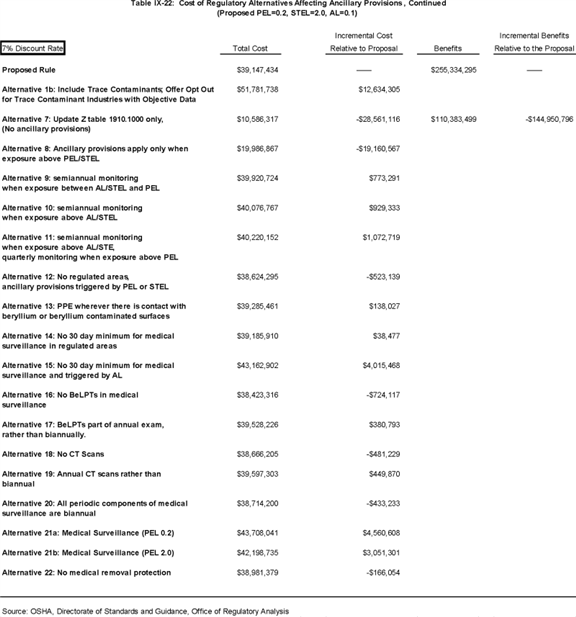 Table IX-22: Cost of Regulatory Alternatives Affecting Ancillary Provisions, Continued
(Proposed PEL=0.2, STEL=2.0, AL=0.1)
Incremental Cost Incremental Benefits
7% Discount Rate Total Cost Relative to Proposal Benefits Relative to the Proposal
Proposed Rule $39,147,434 —— $255,334,295 ——
Alternative 1b: Include Trace Contaminants; Offer Opt Out $51,781,738 $12,634,305
for Trace Contaminant Industries with Objective Data
Alternative 7: Update Z table 1910.1000 only, $10,586,317 -$28,561,116 $110,383,499 -$144,950,796
(No ancillary provisions)
Alternative 8: Ancillary provisions apply only when $19,986,867 -$19,160,567
exposure above PEL/STEL
Alternative 9: semiannual monitoring $39,920,724 $773,291
when exposure between AL/STEL and PEL
Alternative 10: semiannual monitoring $40,076,767 $929,333
when exposure above AL/STEL
Alternative 11: semiannual monitoring $40,220,152 $1,072,719
when exposure above AL/STE,
quarterly monitoring when exposure above PEL
Alternative 12: No regulated areas, $38,624,295 -$523,139
ancillary provisions triggered by PEL or STEL
Alternative 13: PPE wherever there is contact with $39,285,461 $138,027
beryllium or beryllium contaminated surfaces
Alternative 14: No 30 day minimum for medical $39,185,910 $38,477
surveillance in regulated areas
Alternative 15: No 30 day minimum for medical $43,162,902 $4,015,468
surveillance and triggered by AL
Alternative 16: No BeLPTs in medical $38,423,316 -$724,117
surveillance
Alternative 17: BeLPTs part of annual exam, $39,528,226 $380,793
rather than biannually.
Alternative 18: No CT Scans $38,666,205 -$481,229
Alternative 19: Annual CT scans rather than $39,597,303 $449,870
biannual
Alternative 20: All periodic components of medical $38,714,200 -$433,233
surveillance are biannual
Alternative 21a: Medical Surveillance (PEL 0.2) $43,708,041 $4,560,608
Alternative 21b: Medical Surveillance (PEL 2.0) $42,198,735 $3,051,301
Alternative 22: No medical removal protection $38,981,379 -$166,054
Source: OSHA, Directorate of Standards and Guidance, Office of Regulatory Analysis